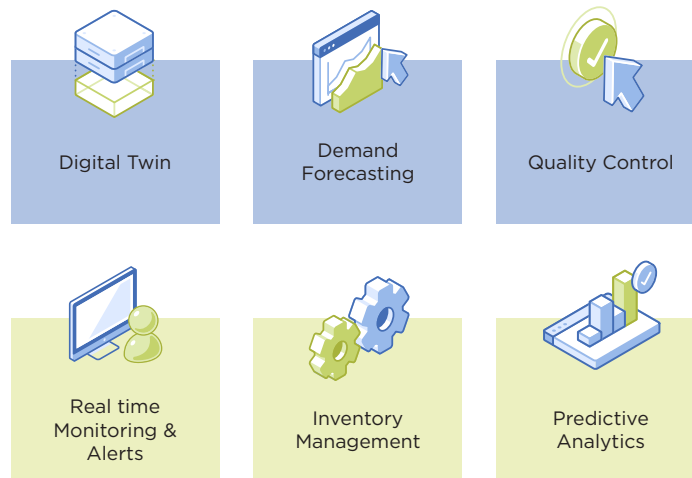 Digital Twin
Demand
Forecasting
Quality Control
Real time
Monitoring &
Alerts
Inventory
Management
Predictive
Analytics